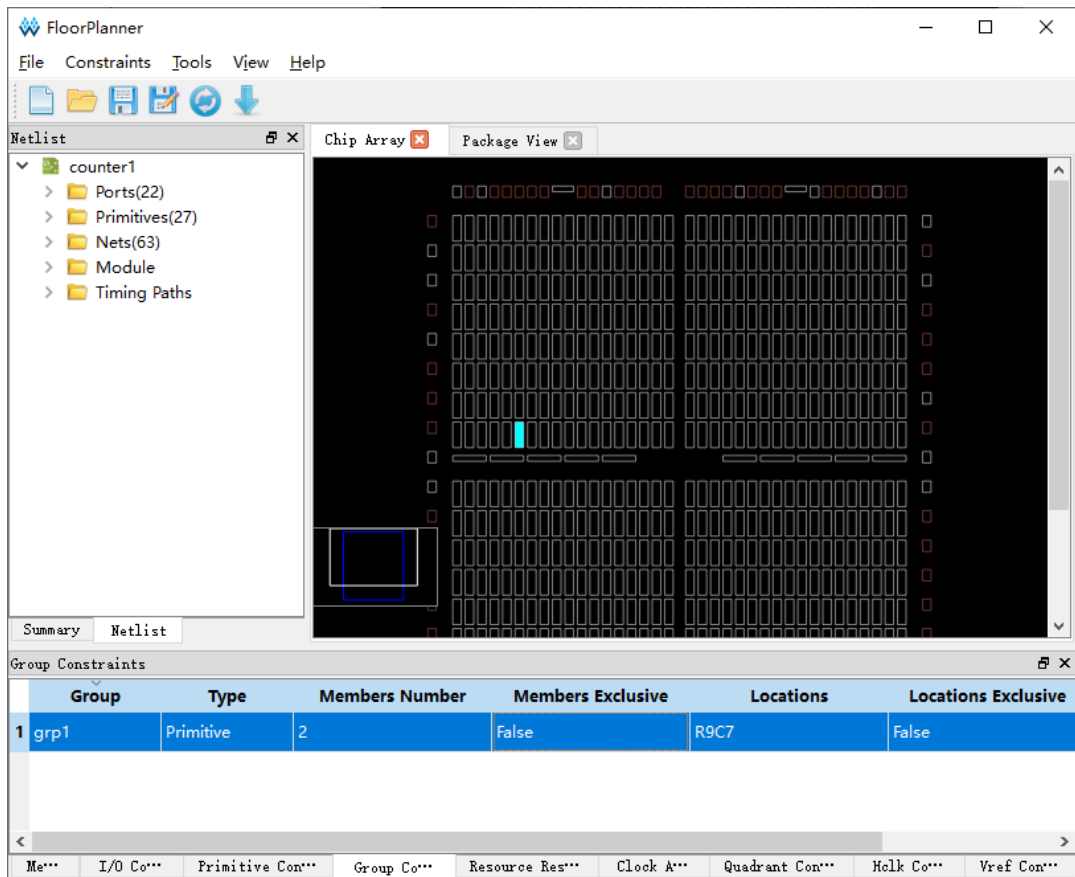 FloorPlanner
File Constraints Tools View Help
Netlist
Chip Array Package View
counter1
Ports(22)
Primitives(27)
Nets(63)
Module
Timing Paths
Summary Netlist
Group Constraints
Group Type Members Number Members Exclusive Locations Locations Exclusive
1 grp1 Primitive 2 False R9C7 False
Me··· I/O Co··· Primitive Con··· Group Co··· Resource Res··· Clock A··· Quadrant Con··· Hclk Co··· Vref Con···